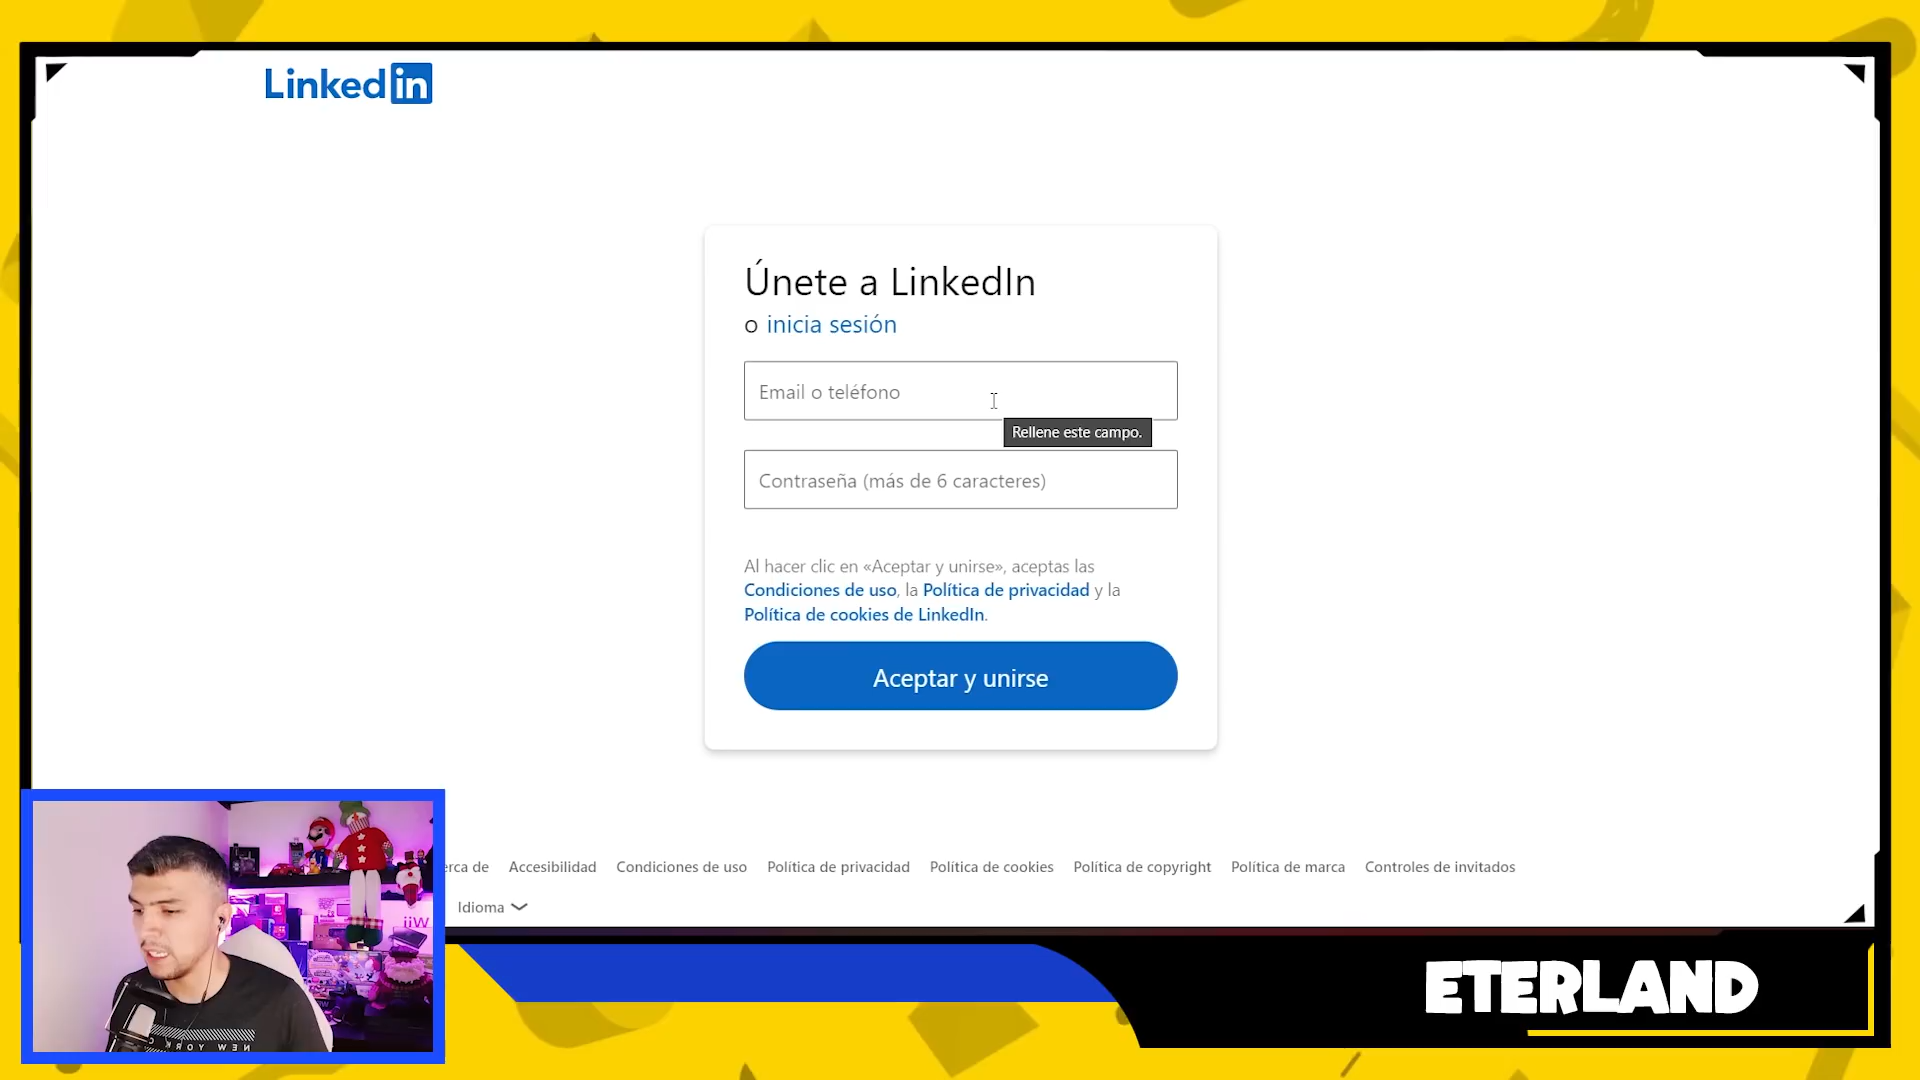 Linkedin
Únete a LinkedIn
o inicia sesión
Email o teléfono
Rellene este campo.
Contraseña (más de 6 caracteres)
Al hacer clic en «Aceptar y unirse», aceptas las
Condiciones de uso, la Política de privacidad y la
Política de cookies de LinkedIn.
Aceptar y unirse
erca de Accesibilidad Condiciones de uso Política de privacidad Política de cookies Política de copyright Política de marca Controles de invitados
Idioma
ETERLAND